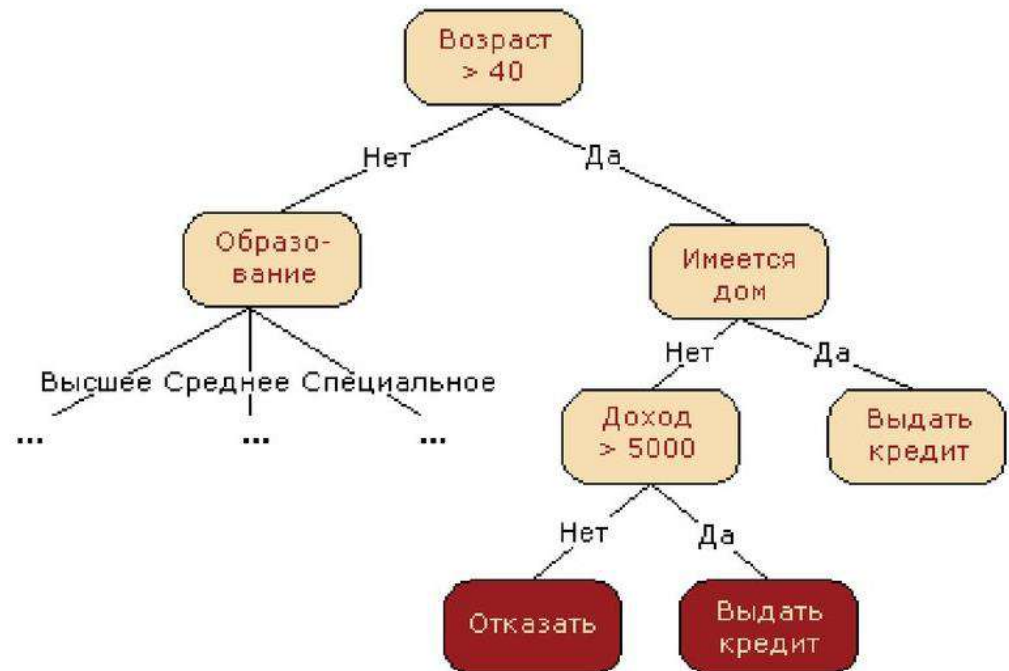 Возраст
> 40
Нет
Да
Образо-
вание
Имеется
дом
Высшее Среднее Специальное
... ... ...
Нет
Да
Доход
> 5000
Выдать
кредит
Нет
Да
Отказать
Выдать
кредит